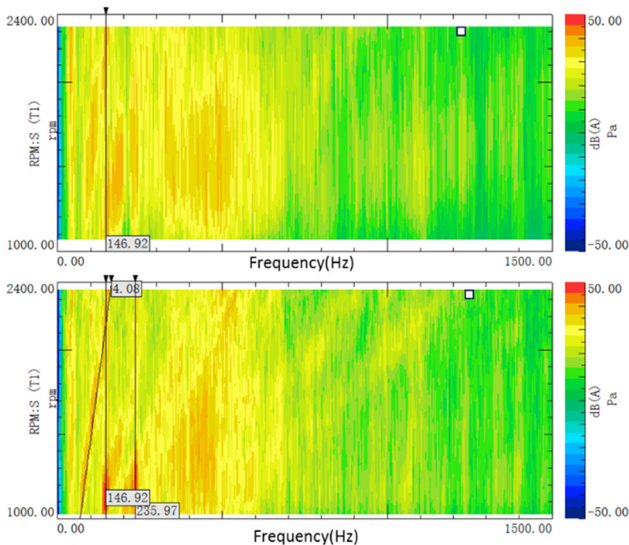 2400.00
50.00
RPM:S (T1)
rpm
dB(A)
Pa
146.92
1000.00
-50.00
0.00
Frequency(Hz)
1500.00
2400.00
4.08
50.00
RPM:S (T1)
rpm
dB(A)
Pa
146.92
235.97
1000.00
-50.00
0.00
Frequency(Hz)
1500.00